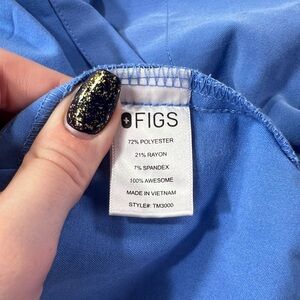 FIGS
72% POLYESTER
21% RAYON
7% SPANDEX
100% AWESOME
MADE IN VIETNAM
STYLE#: TM3000